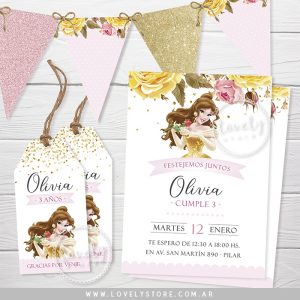 lovely
FESTEJEMOS JUNTOS
Olivia
CUMPLE 3
MARTES 12 ENERO
TE ESPERO DE 12:30 A 18:00 HS.
EN AV. SAN MARTÍN 890 - PILAR
Olivia
3 AÑOS
GRACIAS POR VENIR
WWW.LOVELYSTORE.COM.AR